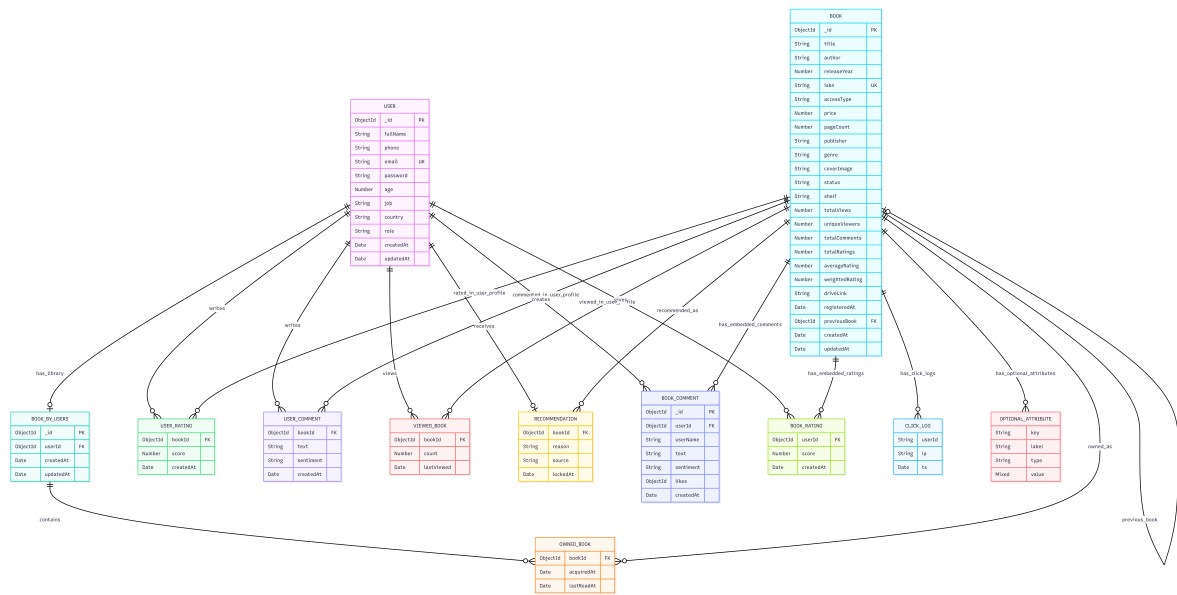 BOOK
ObjectId _id PK
String title
String author
Number releaseYear
String isbn UK
String accessType
Number price
Number pageCount
String publisher
String genre
String coverImage
String status
String shelf
Number totalViews
Number uniqueViewers
Number totalComments
Number totalRatings
Number averageRating
Number weightedRating
String driveLink
Date registeredAt
ObjectId previousBook FK
Date createdAt
Date updatedAt
USER
ObjectId _id PK
String fullName
String phone
String email UK
String password
Number age
String job
String country
String role
Date createdAt
Date updatedAt
rated_in_user_profile
commented_in_user_profile
creates
viewed_in_user_profile
writes
recommended_as
has_embedded_comments
writes
receives
has_library
views
has_embedded_ratings
has_click_logs
has_optional_attributes
BOOK_BY_USERS
ObjectId _id PK
ObjectId userId FK
Date createdAt
Date updatedAt
USER_RATING
ObjectId bookId FK
Number score
Date createdAt
USER_COMMENT
ObjectId bookId FK
String text
String sentiment
Date createdAt
VIEWED_BOOK
ObjectId bookId FK
Number count
Date lastViewed
RECOMMENDATION
ObjectId bookId FK
String reason
String source
Date lockedAt
BOOK_COMMENT
ObjectId _id PK
ObjectId userId FK
String userName
String text
String sentiment
ObjectId likes
Date createdAt
BOOK_RATING
ObjectId userId FK
Number score
Date createdAt
CLICK_LOG
String userId
String ip
Date ts
OPTIONAL_ATTRIBUTE
String key
String label
String type
Mixed value
owned_as
contains
previous_book
OWNED_BOOK
ObjectId bookId FK
Date acquiredAt
Date lastReadAt